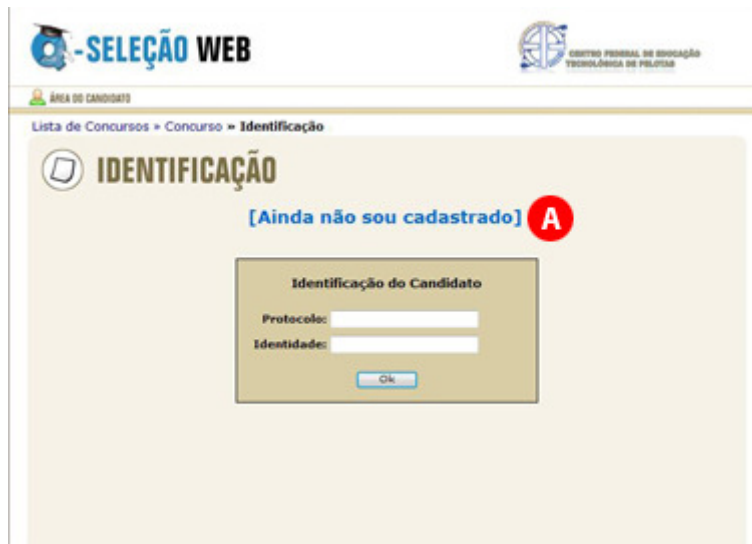 -SELEÇÃO WEB
CENTRO FEDERAL DE EDUCAÇÃO
TECNOLÓGICA DE PELOTAS
ÁREA DO CANDIDATO
Lista de Concursos » Concurso » Identificação
IDENTIFICAÇÃO
[Ainda não sou cadastrado] A
Identificação do Candidato
Protocolo:
Identidade:
Ok